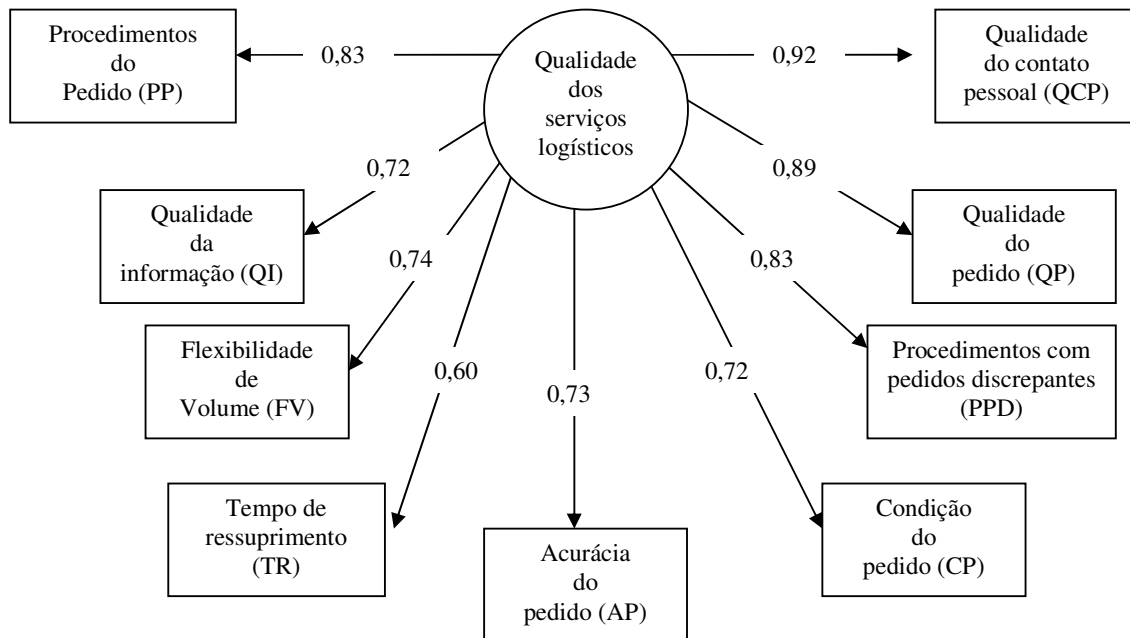 Procedimentos
do
Pedido (PP)
0,83
Qualidade
dos
serviços
logísticos
0,92
Qualidade
do contato
pessoal (QCP)
0,72
0,89
Qualidade
da
informação (QI)
Qualidade
do
pedido (QP)
0,74
0,83
Flexibilidade
de
Volume (FV)
0,60
0,73
0,72
Procedimentos com
pedidos discrepantes
(PPD)
Tempo de
ressuprimento
(TR)
Acurácia
do
pedido (AP)
Condição
do
pedido (CP)